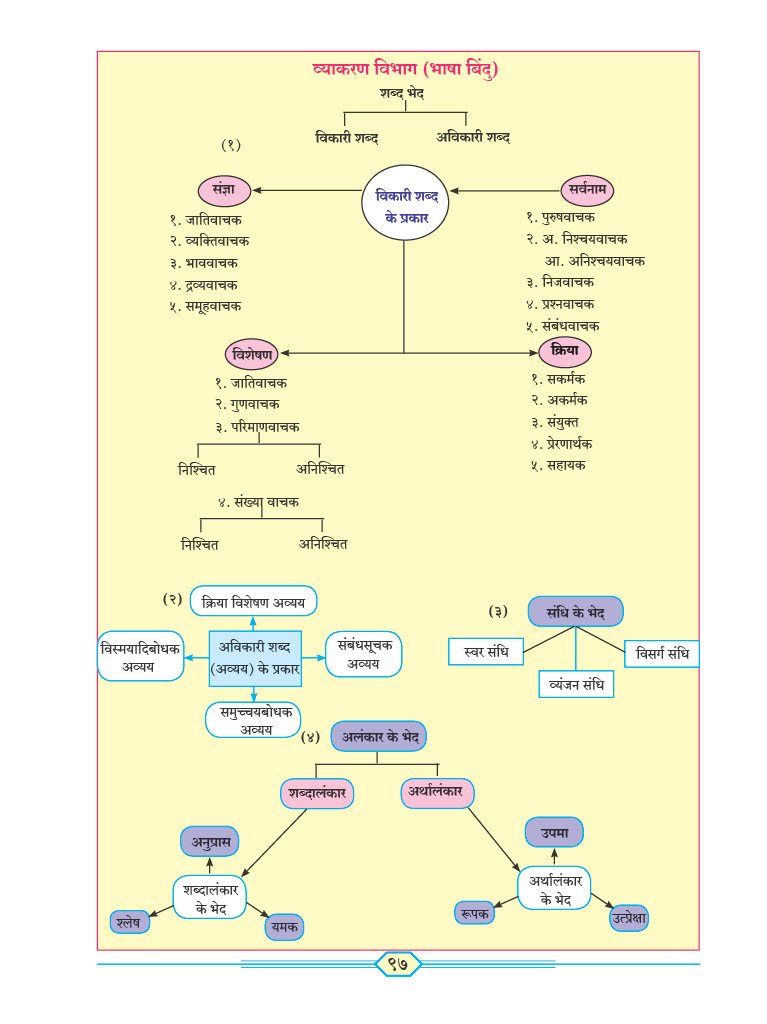 व्याकरण विभाग (भाषा बिंदु)
शब्द भेद
विकारी शब्द
अविकारी शब्द
(१)
संज्ञा
१. जातिवाचक
२. व्यक्तिवाचक
३. भाववाचक
४. द्रव्यवाचक
५. समूहवाचक
विकारी शब्द
के प्रकार
सर्वनाम
१. पुरुषवाचक
२. अ. निश्चयवाचक
आ. अनिश्चयवाचक
३. निजवाचक
४. प्रश्नवाचक
५. संबंधवाचक
विशेषण
१. जातिवाचक
२. गुणवाचक
३. परिमाणवाचक
निश्चित
अनिश्चित
४. संख्या वाचक
निश्चित
अनिश्चित
क्रिया
१. सकर्मक
२. अकर्मक
३. संयुक्त
४. प्रेरणार्थक
५. सहायक
(२)
क्रिया विशेषण अव्यय
विस्मयादिबोधक
अव्यय
अविकारी शब्द
(अव्यय) के प्रकार
संबंधसूचक
अव्यय
समुच्चयबोधक
अव्यय
(३)
संधि के भेद
स्वर संधि
व्यंजन संधि
विसर्ग संधि
(४)
अलंकार के भेद
शब्दालंकार
अर्थालंकार
अनुप्रास
शब्दालंकार
के भेद
श्लेष
यमक
उपमा
अर्थालंकार
के भेद
रूपक
उत्प्रेक्षा
९७